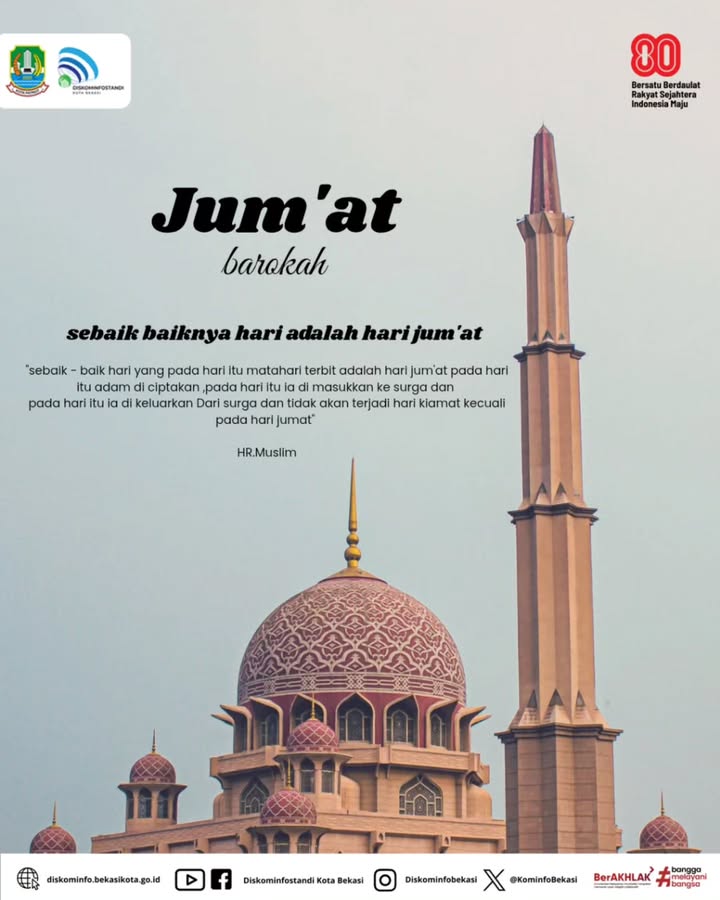 DISKOMINFOSTANDI
KOTA BEKASI
80
Bersatu Berdaulat
Rakyat Sejahtera
Indonesia Maju
Jum'at
barokah
sebaik baiknya hari adalah hari jum'at
"sebaik - baik hari yang pada hari itu matahari terbit adalah hari jum'at pada hari
itu adam di ciptakan ,pada hari itu ia di masukkan ke surga dan
pada hari itu ia di keluarkan Dari surga dan tidak akan terjadi hari kiamat kecuali
pada hari jumat"
HR.Muslim
diskominfo.bekasikota.go.id
Diskominfostandi Kota Bekasi
Diskominfobekasi
@KominfoBekasi
BerAKHLAK
#bangga
melayani
bangsa